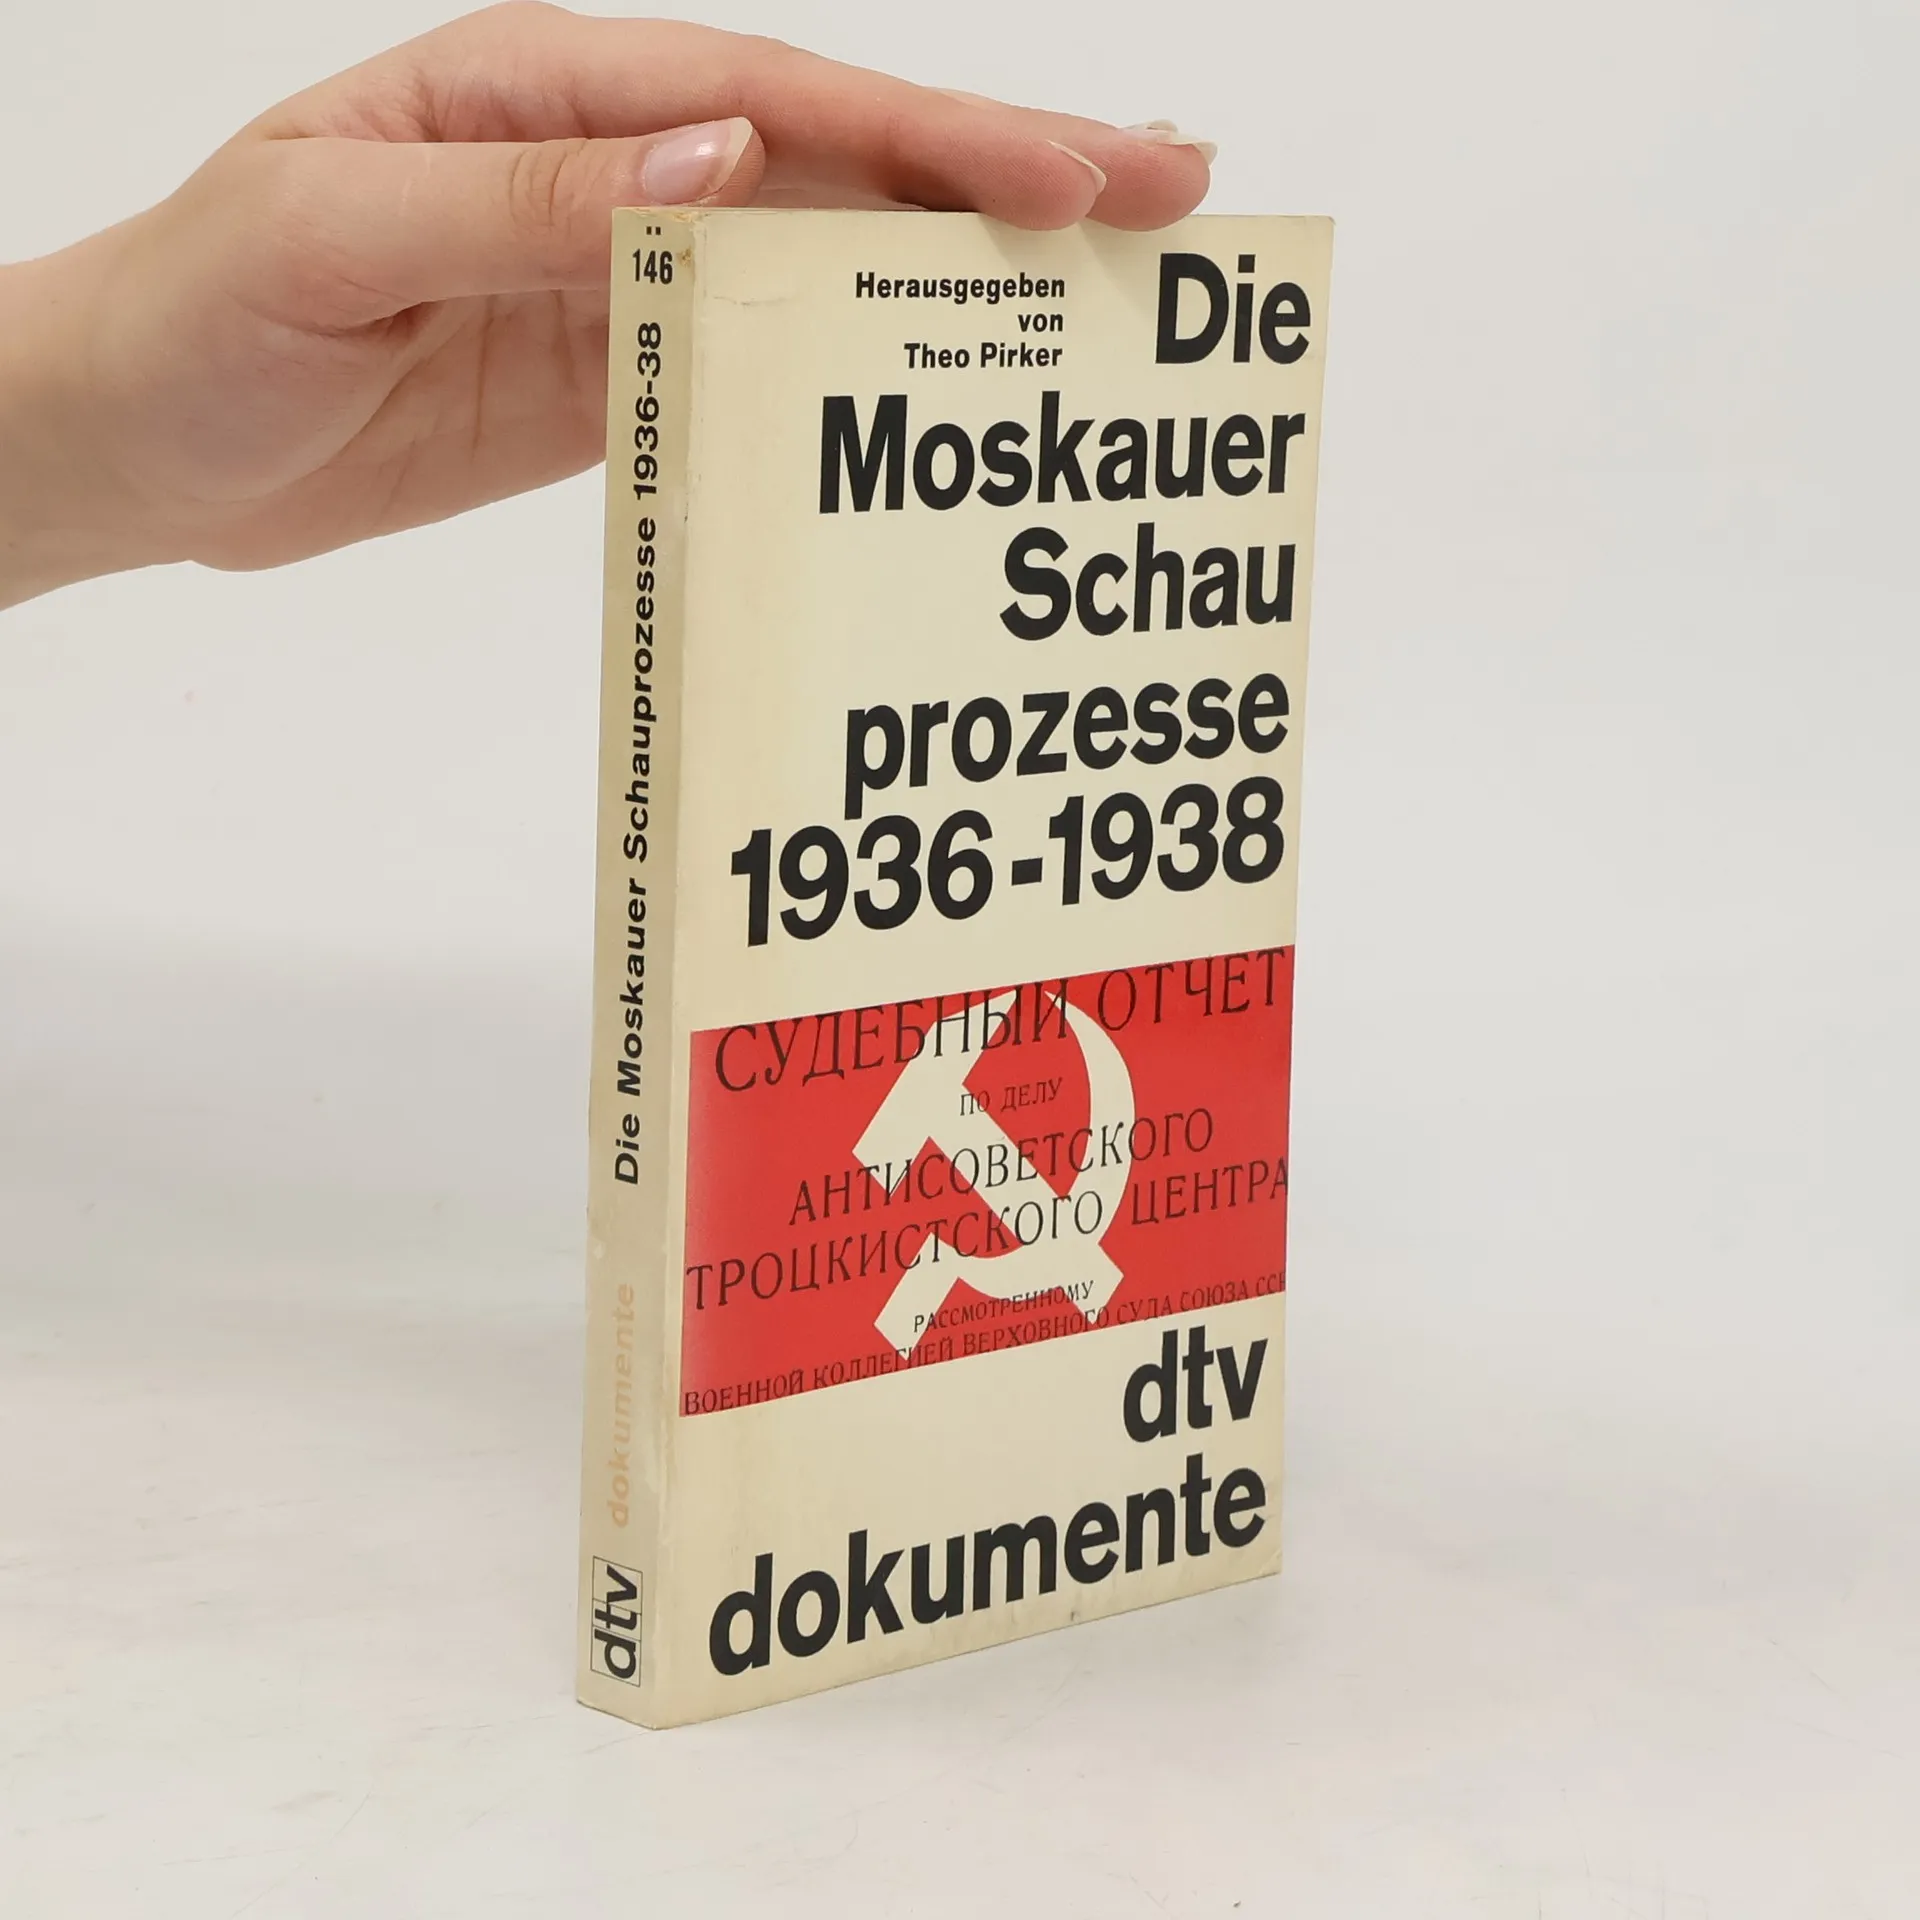 146
Die Moskauer Schauprozesse 1936-38
dokumente
dtv
Herausgegeben
von
Theo Pirker
Die
Moskauer
Schau
prozesse
1936-1938
СУДЕБНЫЙ ОТЧЕТ
ПО ДЕЛУ
АНТИСОВЕТСКОГО
ТРОЦКИСТСКОГО ЦЕНТРА
РАССМОТРЕННОМУ
ВОЕННОЙ КОЛЛЕГИЕЙ ВЕРХОВНОГО СУДА СОЮЗА ССР
dtv
dokumente